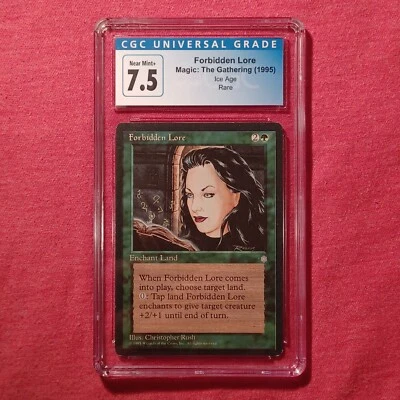 CGC UNIVERSAL GRADE
Near Mint+
7.5
Forbidden Lore
Magic: The Gathering (1995)
Ice Age
Rare
Forbidden Lore
2
Enchant Land
When Forbidden Lore comes
into play, choose target land.
0: Tap land Forbidden Lore
enchants to give target creature
+2/+1 until end of turn.
Illus. Christopher Rush